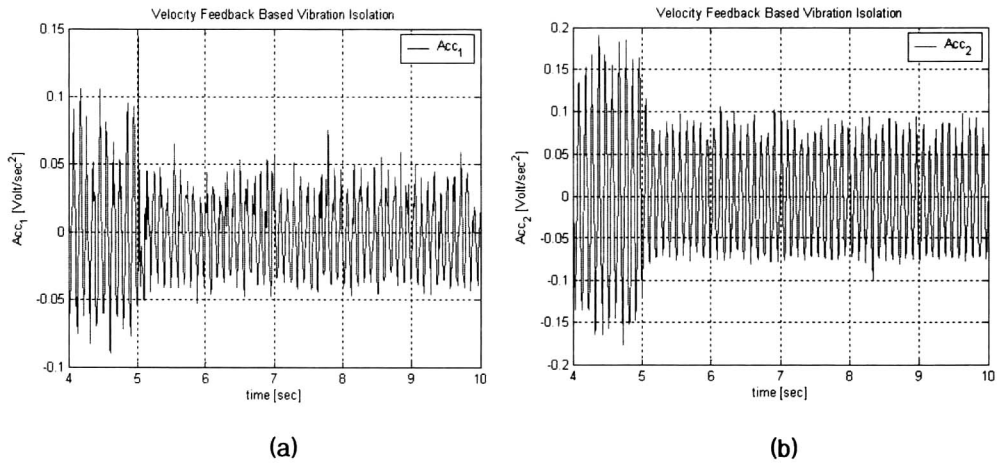 Velocity Feedback Based Vibration Isolation
Acc1
0.15
0.1
0.05
0
-0.05
-0.1
Acc1 [Volt/sec2]
4 5 6 7 8 9 10
time [sec]
(a)
Velocity Feedback Based Vibration Isolation
Acc2
0.2
0.15
0.1
0.05
0
-0.05
-0.1
-0.15
-0.2
Acc2 [Volt/sec2]
4 5 6 7 8 9 10
time [sec]
(b)